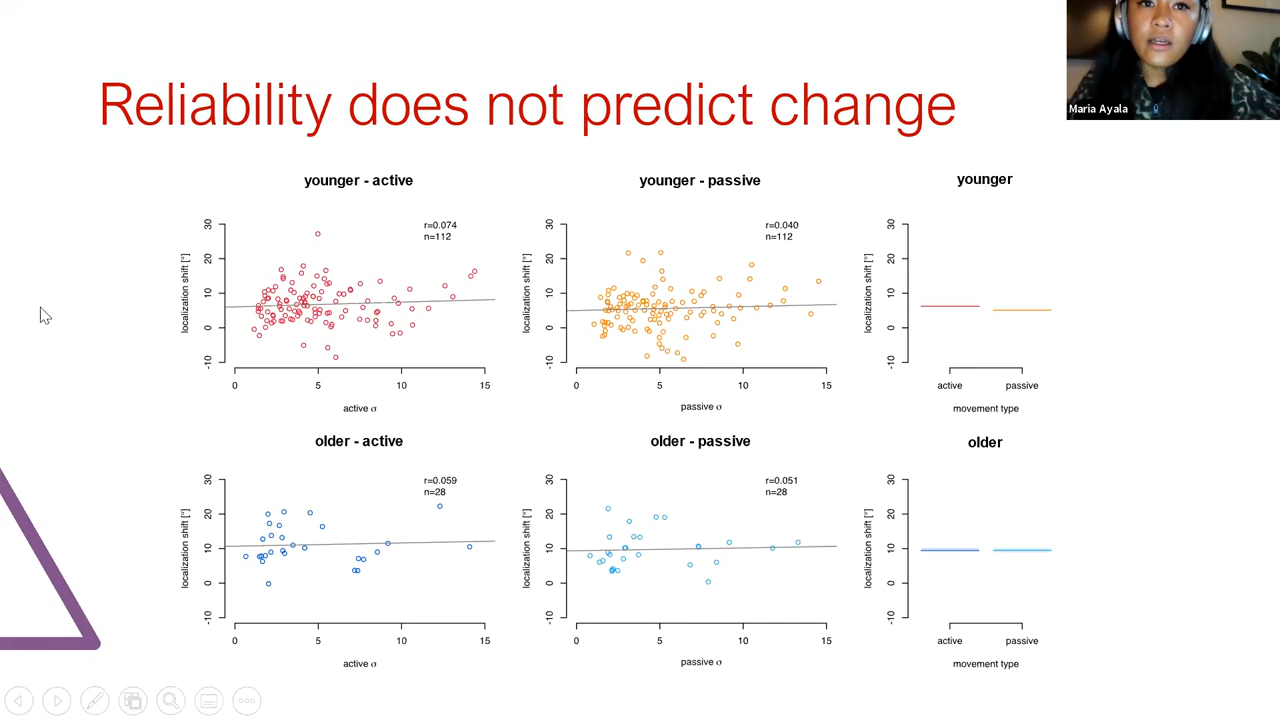 Reliability does not predict change
Maria Ayala
younger - active
r=0.074
n=112
localization shift [°]
30
20
10
0
-10
0 5 10 15
active σ
younger - passive
r=0.040
n=112
localization shift [°]
30
20
10
0
-10
0 5 10 15
passive σ
younger
localization shift [°]
30
20
10
0
-10
active passive
movement type
older - active
r=0.059
n=28
localization shift [°]
30
20
10
0
-10
0 5 10 15
active σ
older - passive
r=0.051
n=28
localization shift [°]
30
20
10
0
-10
0 5 10 15
passive σ
older
localization shift [°]
30
20
10
0
-10
active passive
movement type